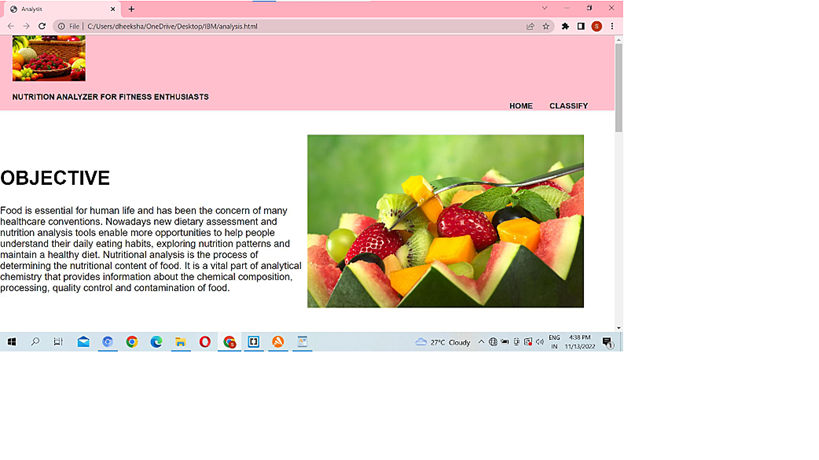 Analysis
File | C:/Users/dheeksha/OneDrive/Desktop/IBM/analysis.html
NUTRITION ANALYZER FOR FITNESS ENTHUSIASTS
HOME CLASSIFY
OBJECTIVE
Food is essential for human life and has been the concern of many
healthcare conventions. Nowadays new dietary assessment and
nutrition analysis tools enable more opportunities to help people
understand their daily eating habits, exploring nutrition patterns and
maintain a healthy diet. Nutritional analysis is the process of
determining the nutritional content of food. It is a vital part of analytical
chemistry that provides information about the chemical composition,
processing, quality control and contamination of food.
27°C Cloudy
ENG
IN
4:38 PM
11/13/2022